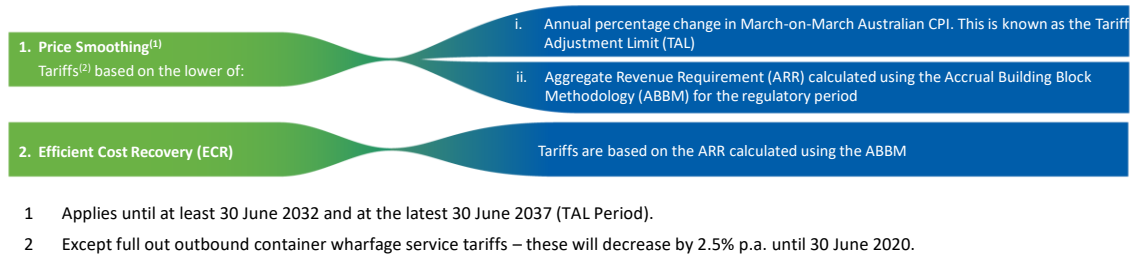 1. Price Smoothing(1)
Tariffs(2) based on the lower of:
i. Annual percentage change in March-on-March Australian CPI. This is known as the Tariff
Adjustment Limit (TAL)
ii. Aggregate Revenue Requirement (ARR) calculated using the Accrual Building Block
Methodology (ABBM) for the regulatory period
2. Efficient Cost Recovery (ECR)
Tariffs are based on the ARR calculated using the ABBM
1 Applies until at least 30 June 2032 and at the latest 30 June 2037 (TAL Period).
2 Except full out outbound container wharfage service tariffs – these will decrease by 2.5% p.a. until 30 June 2020.